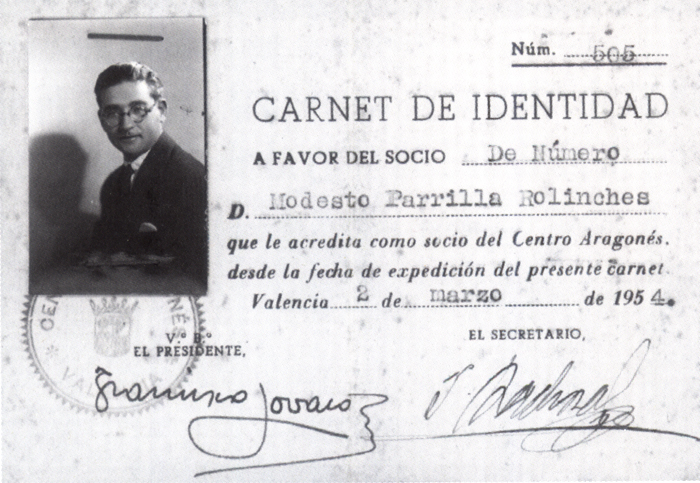 Núm. 505
CARNET DE IDENTIDAD
A FAVOR DEL SOCIO De Número
D. Modesto Parrilla Rolinches
que le acredita como socio del Centro Aragonés,
desde la fecha de expedición del presente carnet
Valencia 2 de marzo de 1954.
V.º B.º
EL PRESIDENTE,
EL SECRETARIO,
Francisco